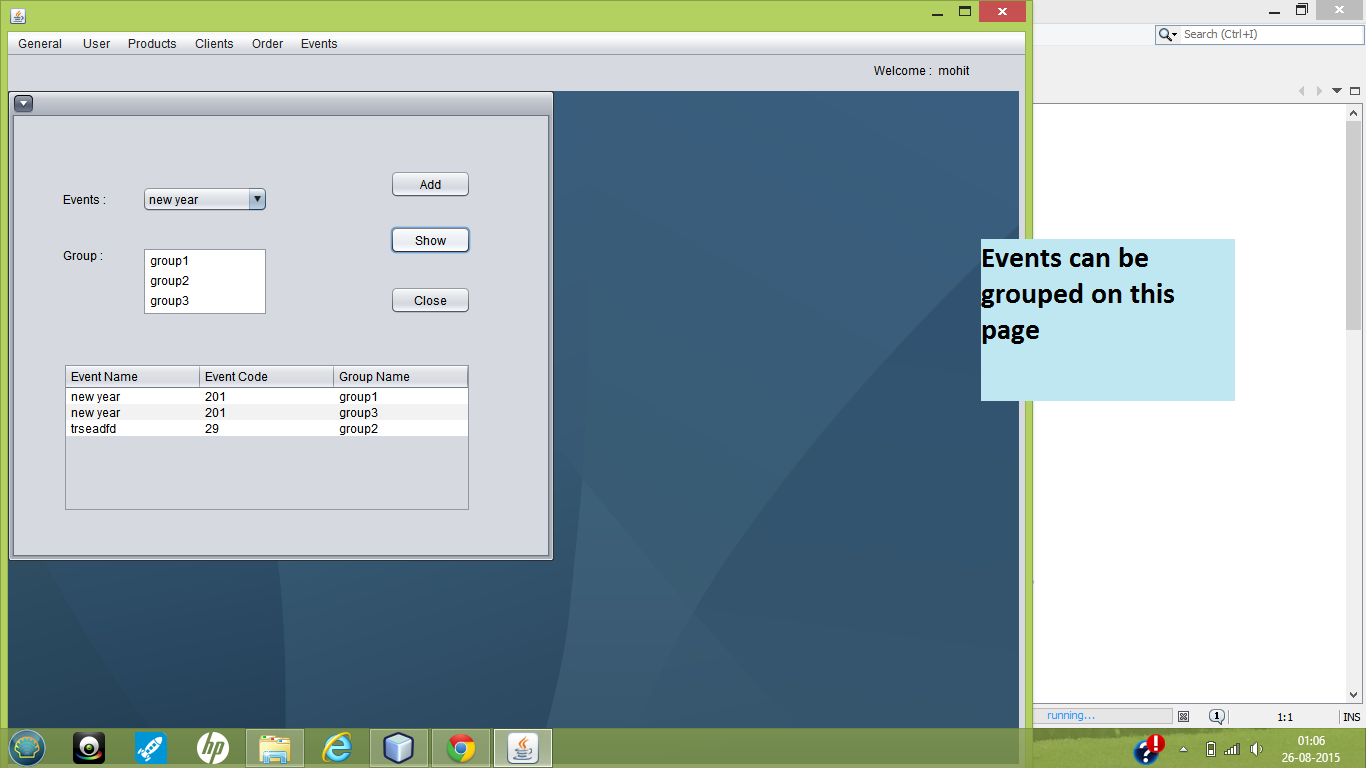 Search (Ctrl+I)
General User Products Clients Order Events
Welcome : mohit
Events : new year
Add
Show
Group :
group1
group2
group3
Close
Events can be
grouped on this
page
Event Name Event Code Group Name
new year 201 group1
new year 201 group3
trseadfd 29 group2
running... 1 1:1 INS
hp
01:06
26-08-2015